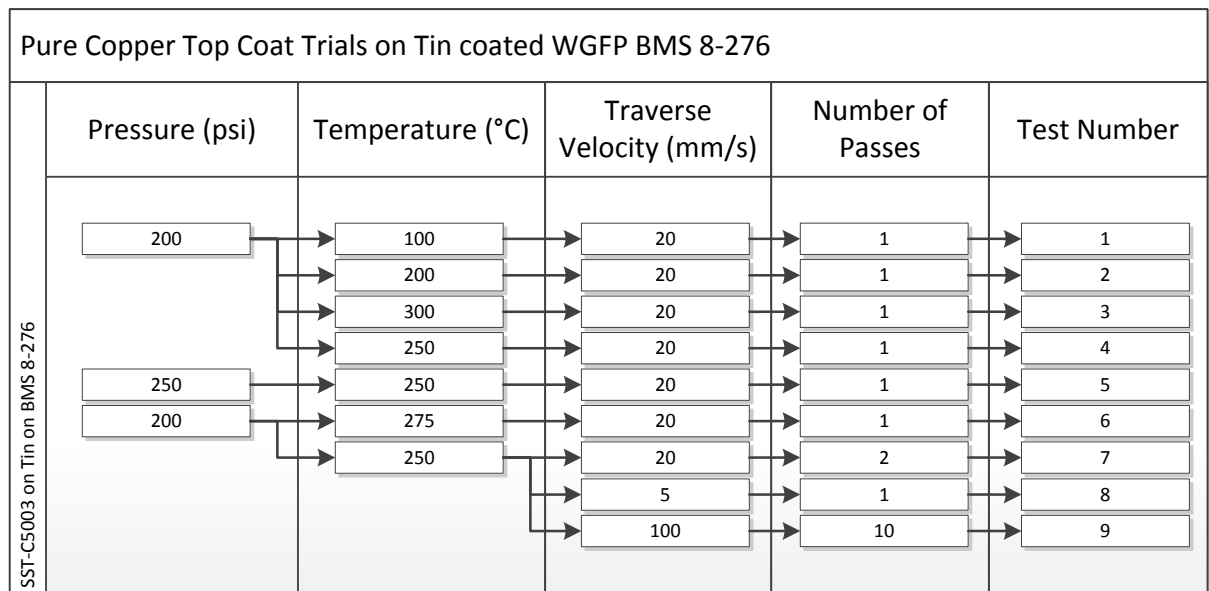 Pure Copper Top Coat Trials on Tin coated WGFP BMS 8-276
SST-C5003 on Tin on BMS 8-276
Pressure (psi)
Temperature (°C)
Traverse
Velocity (mm/s)
Number of
Passes
Test Number
200 100 20 1 1
200 20 1 2
300 20 1 3
250 20 1 4
250 250 20 1 5
200 275 20 1 6
250 20 2 7
5 1 8
100 10 9